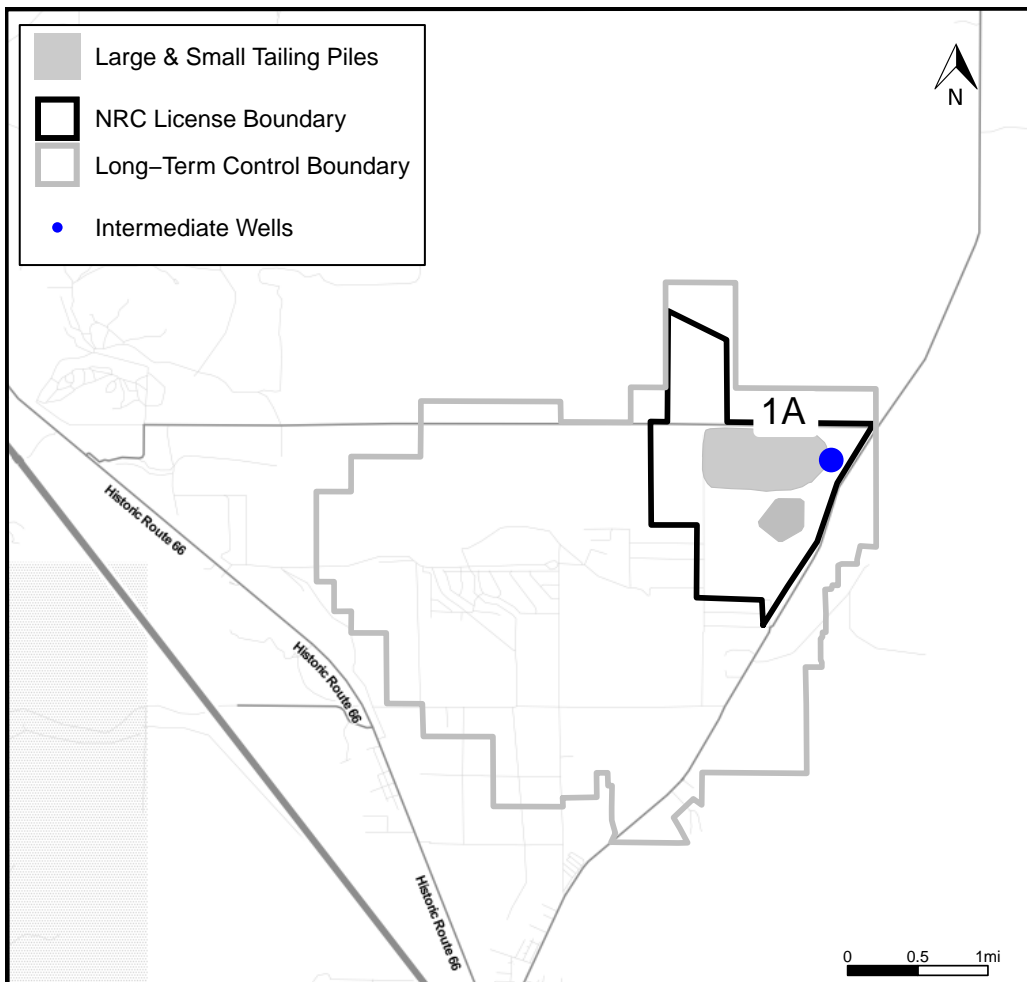 Large & Small Tailing Piles
NRC License Boundary
Long−Term Control Boundary
Intermediate Wells
N
1A
Historic Route 66
Historic Route 66
Historic Route 66
0 0.5 1mi